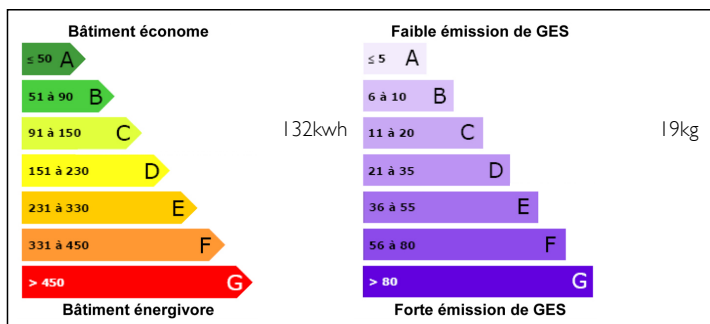 Bâtiment économe
≤ 50 A
51 à 90 B
91 à 150 C
132kwh
151 à 230 D
231 à 330 E
331 à 450 F
> 450 G
Bâtiment énergivore
Faible émission de GES
≤ 5 A
6 à 10 B
11 à 20 C
19kg
21 à 35 D
36 à 55 E
56 à 80 F
> 80 G
Forte émission de GES